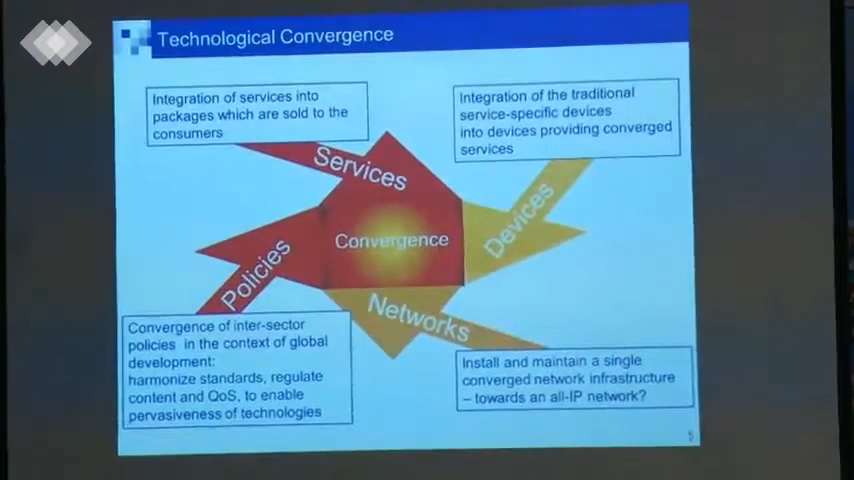 Technological Convergence
Integration of services into
packages which are sold to the
consumers
Integration of the traditional
service-specific devices
into devices providing converged
services
Services
Devices
Convergence
Policies
Networks
Convergence of inter-sector
policies in the context of global
development:
harmonize standards, regulate
content and QoS, to enable
pervasiveness of technologies
Install and maintain a single
converged network infrastructure
– towards an all-IP network?
5